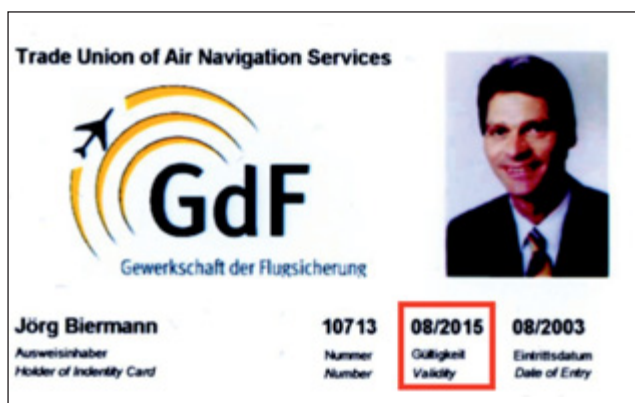 Trade Union of Air Navigation Services
GdF
Gewerkschaft der Flugsicherung
Jörg Biermann 10713 08/2015 08/2003
Ausweisinhaber Nummer Gültigkeit Eintrittsdatum
Holder of Indentity Card Number Validity Date of Entry